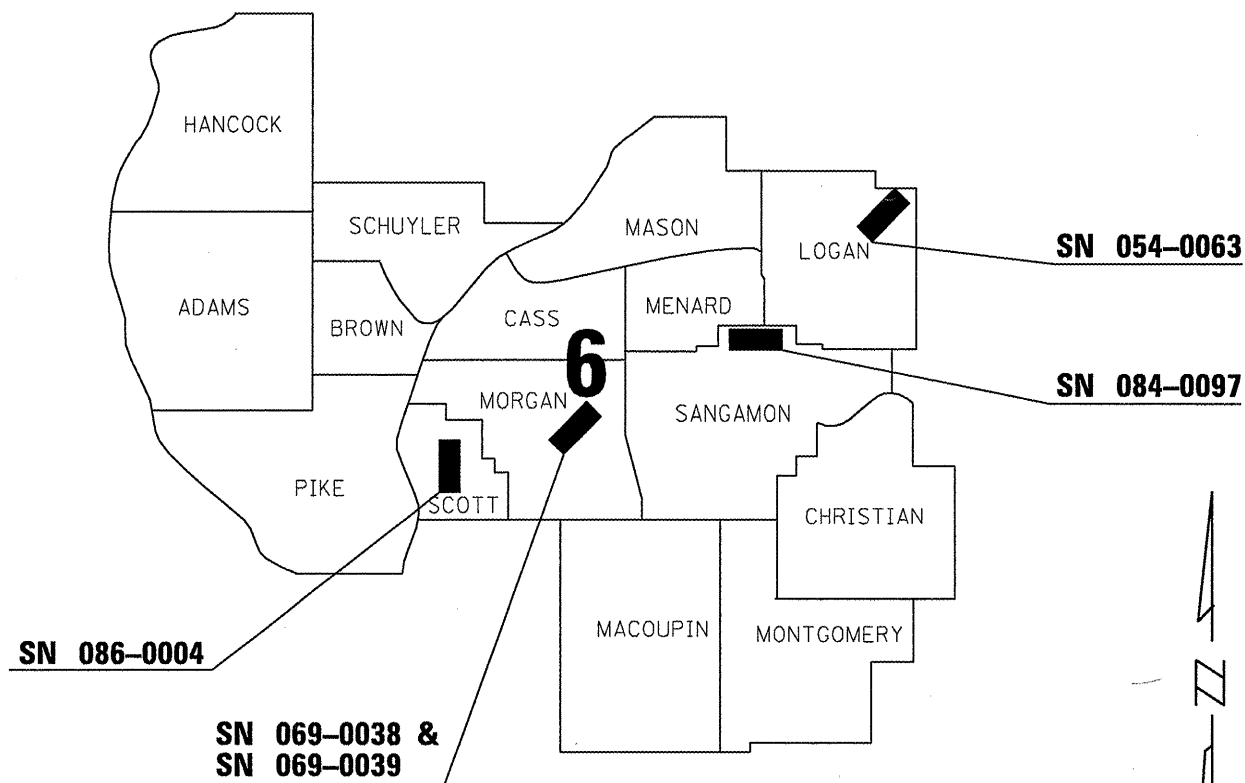 HANCOCK
SCHUYLER
MASON
LOGAN
SN 054-0063
ADAMS
BROWN
CASS
MENARD
6
SN 084-0097
MORGAN
SANGAMON
PIKE
SCOTT
CHRISTIAN
SN 086-0004
MACOUPIN
MONTGOMERY
SN 069-0038 &
SN 069-0039
N